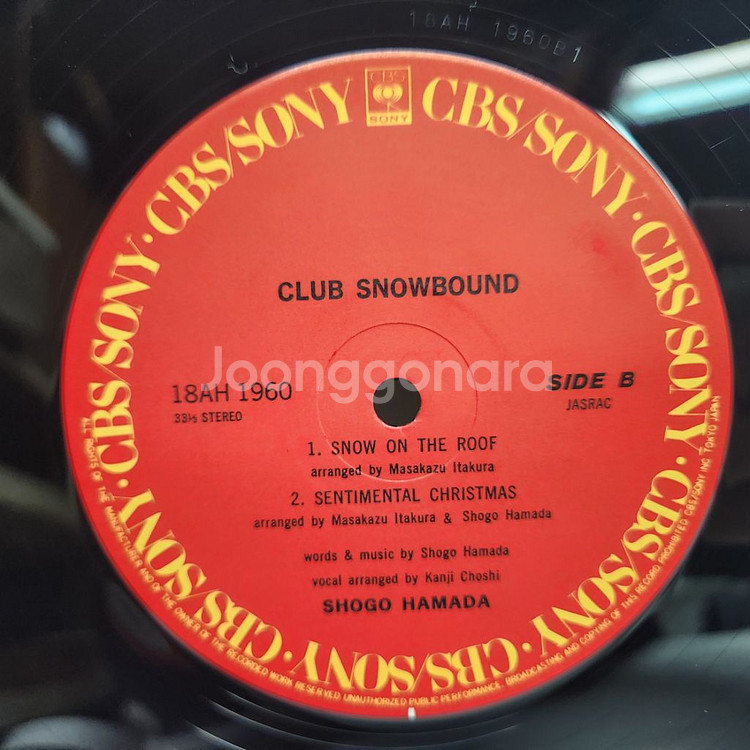 18AH 1960B1
CBS/SONY · CBS/SONY · CBS/SONY · CBS/SONY · CBS/SONY · CBS/SONY · CBS/SONY · CBS/SONY
CBS
SONY
CLUB SNOWBOUND
Joonggonara
18AH 1960
33⅓ STEREO
SIDE B
JASRAC
1. SNOW ON THE ROOF
arranged by Masakazu Itakura
2. SENTIMENTAL CHRISTMAS
arranged by Masakazu Itakura & Shogo Hamada
words & music by Shogo Hamada
vocal arranged by Kanji Choshi
SHOGO HAMADA
ALL RIGHTS OF THE MANUFACTURER AND OF THE OWNER OF THE RECORDED WORK RESERVED. UNAUTHORIZED PUBLIC PERFORMANCE, BROADCASTING AND COPYING OF THIS RECORD PROHIBITED CBS/SONY INC. TOKYO JAPAN